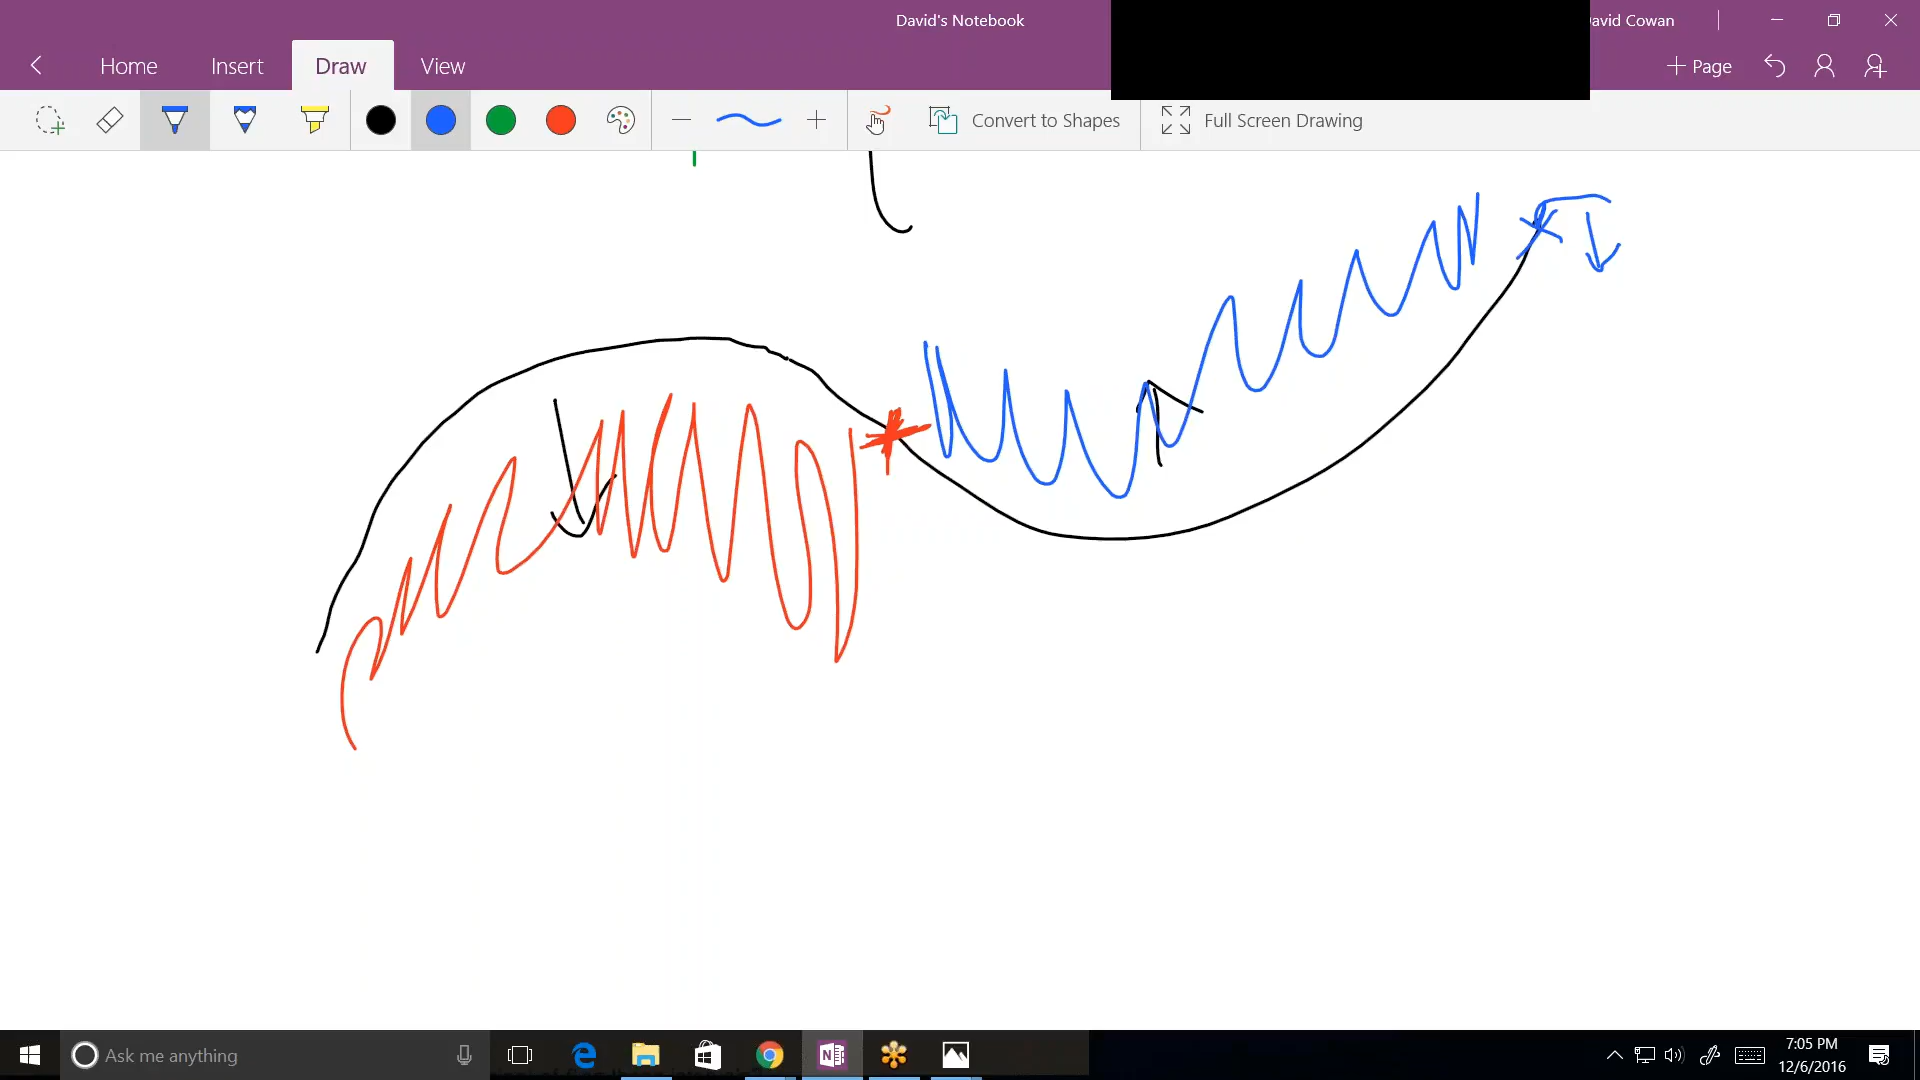 David's Notebook
avid Cowan
Home
Insert
Draw
View
Page
Convert to Shapes
Full Screen Drawing
Ask me anything
7:05 PM
12/6/2016